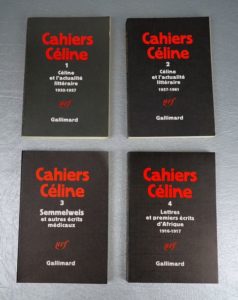 Cahiers
Céline
1
Céline
et l'actualité
littéraire
1932-1957
nrf
Gallimard
Cahiers
Céline
2
Céline
et l'actualité
littéraire
1957-1961
nrf
Gallimard
Cahiers
Céline
3
Semmelweis
et autres écrits
médicaux
nrf
Gallimard
Cahiers
Céline
4
Lettres
et premiers écrits
d'Afrique
1916-1917
nrf
Gallimard